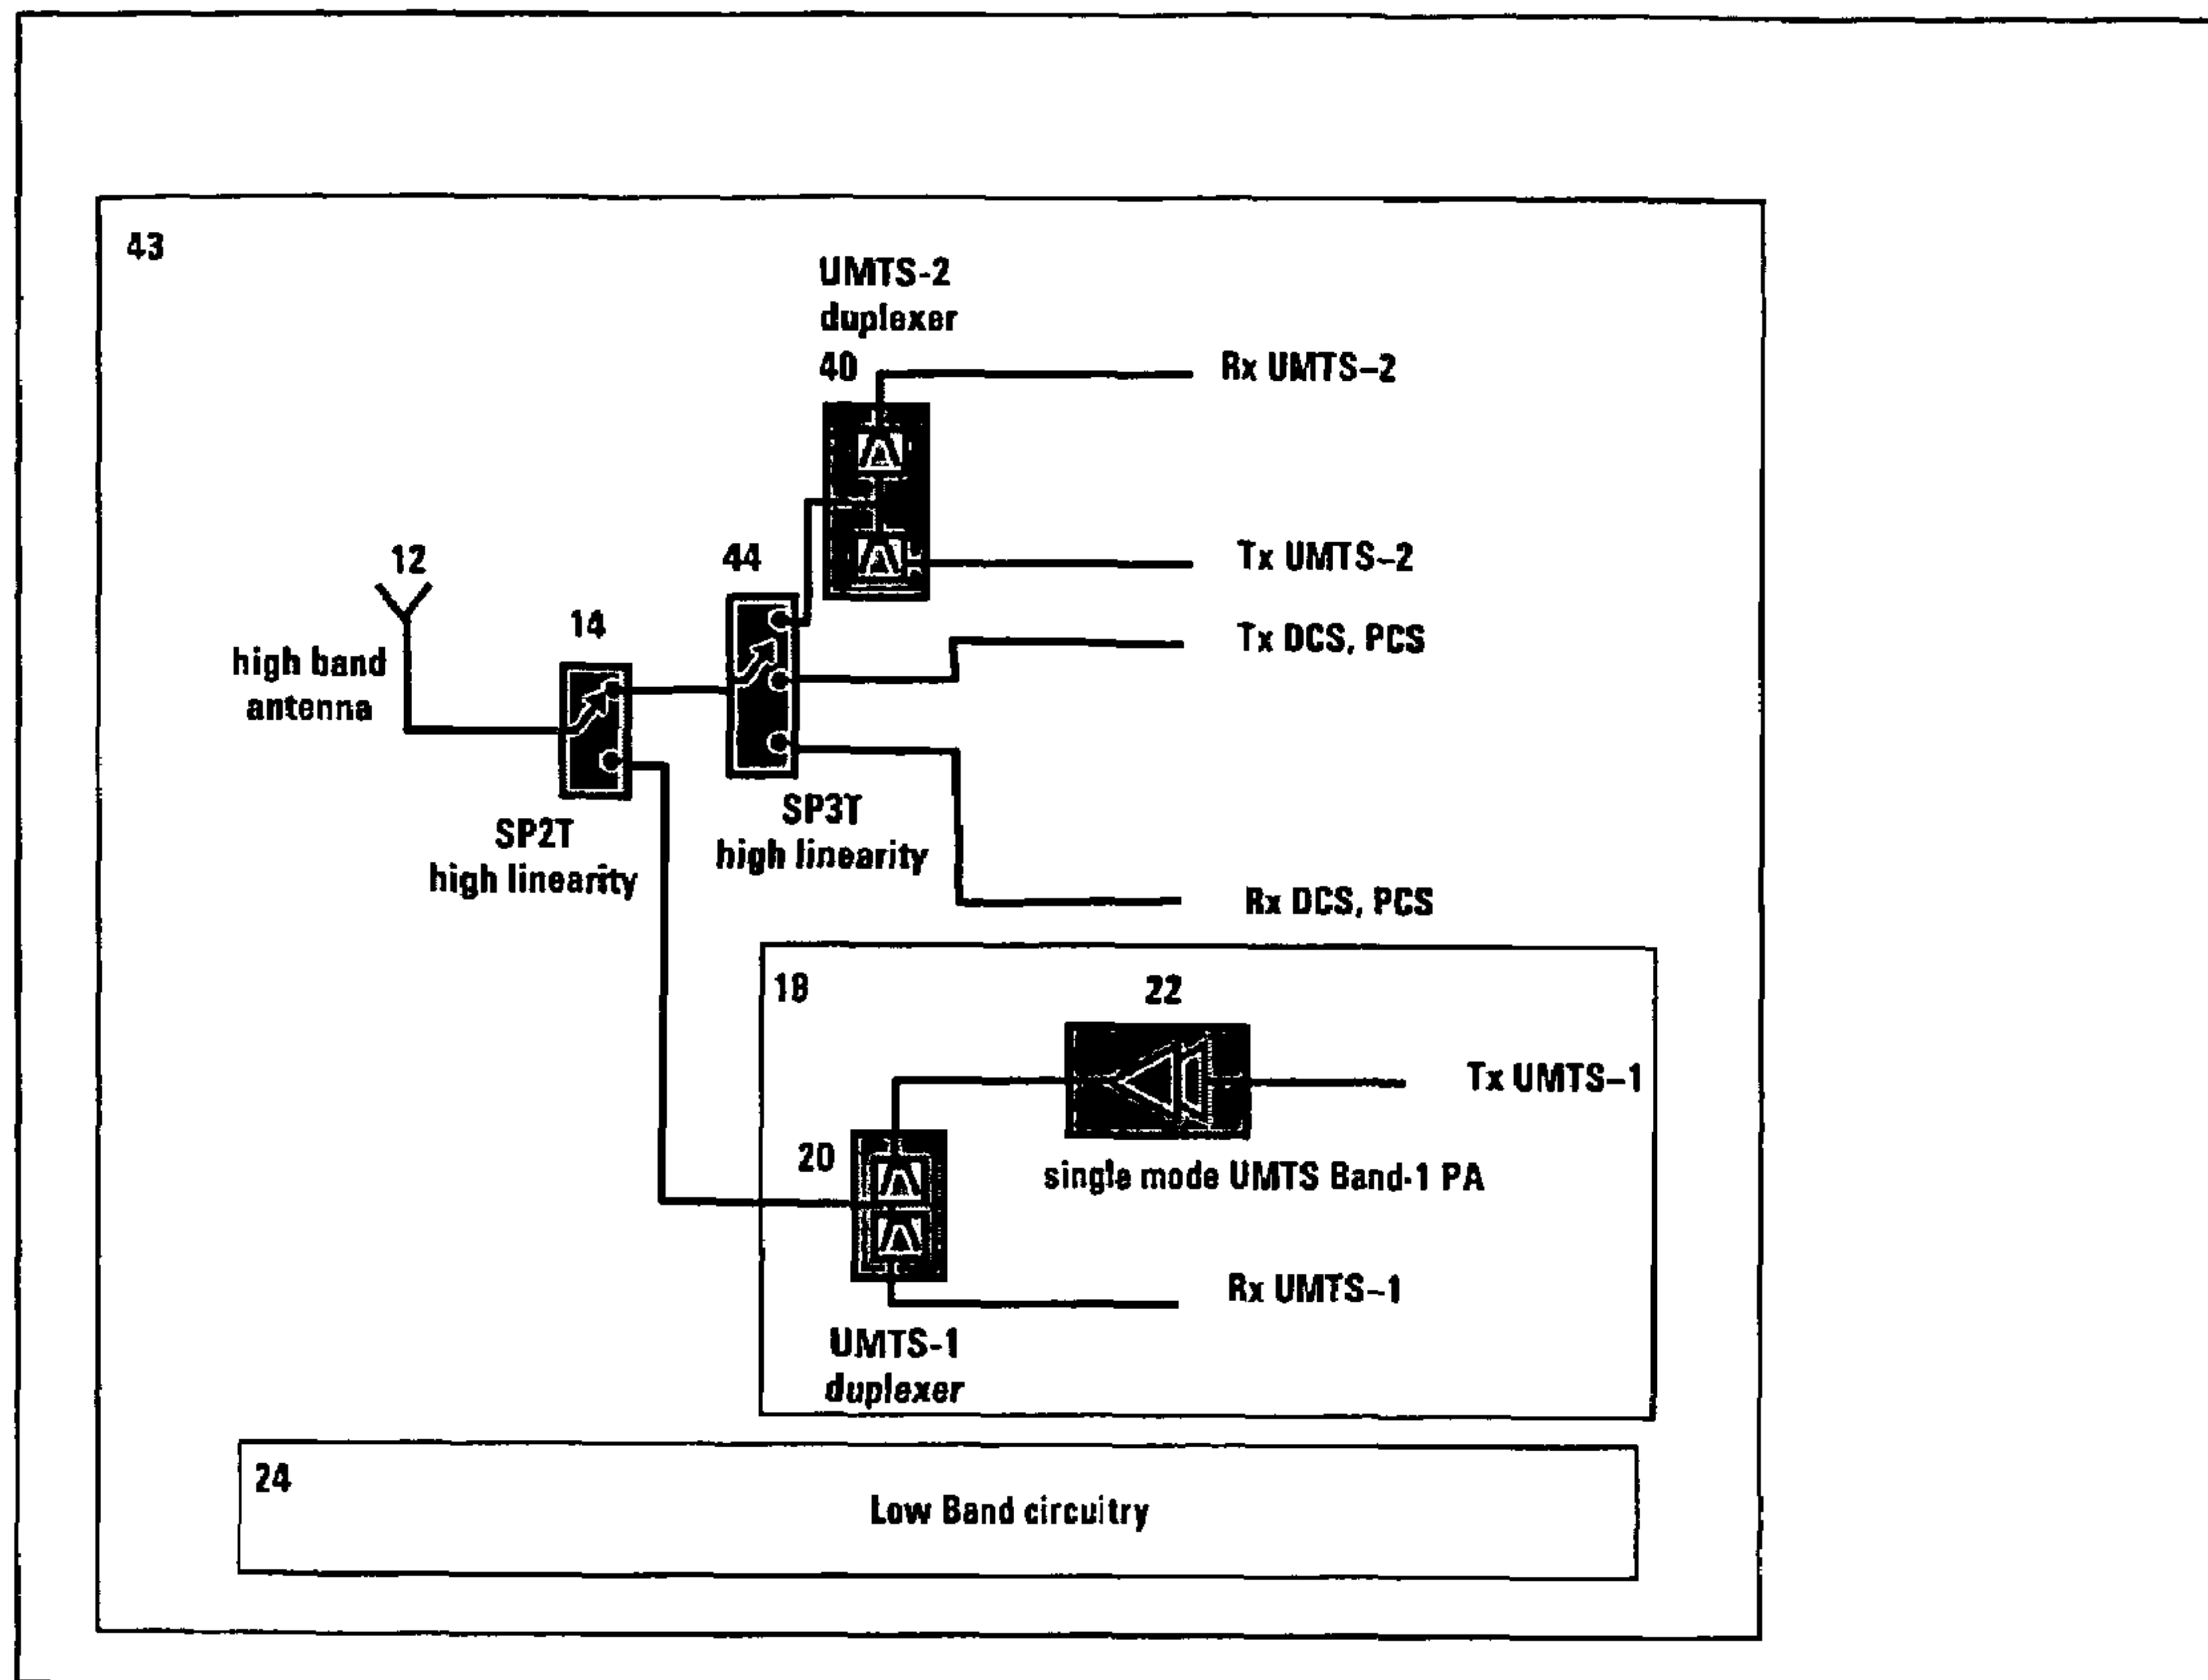 43
UMTS-2
duplexer
40
Rx UMTS-2
12
44
Tx UMTS-2
14
Tx DCS, PCS
high band
antenna
SP3T
high linearity
SP2T
high linearity
Rx DCS, PCS
18
22
Tx UMTS-1
20
single mode UMTS Band-1 PA
Rx UMTS-1
UMTS-1
duplexer
24
Low Band circuitry